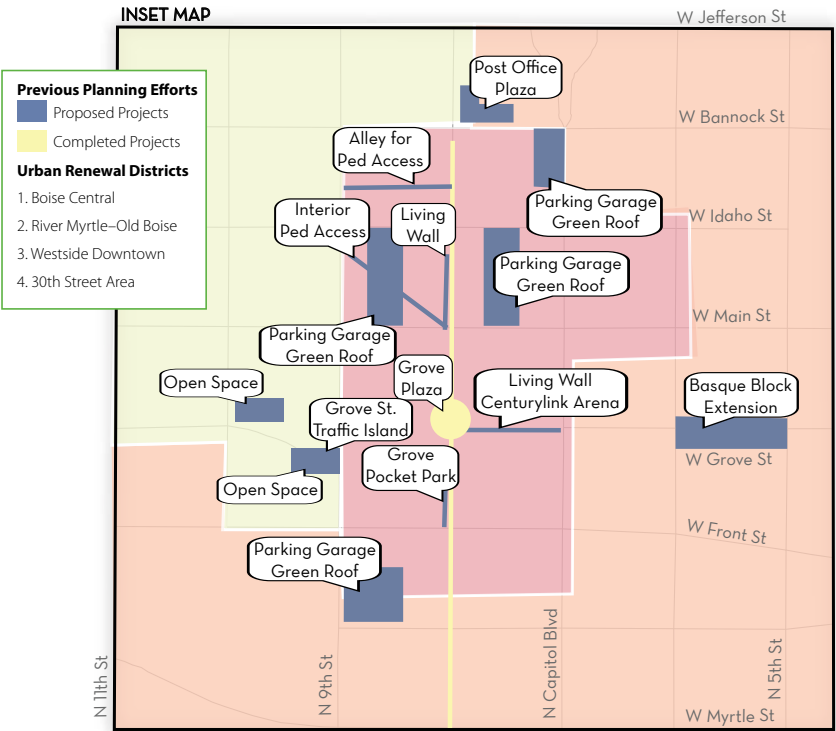 INSET MAP
W Jefferson St
Previous Planning Efforts
Proposed Projects
Completed Projects
Urban Renewal Districts
1. Boise Central
2. River Myrtle–Old Boise
3. Westside Downtown
4. 30th Street Area
Post Office
Plaza
W Bannock St
Alley for
Ped Access
Interior
Ped Access
Living
Wall
Parking Garage
Green Roof
W Idaho St
Parking Garage
Green Roof
W Main St
Parking Garage
Green Roof
Grove
Plaza
Open Space
Living Wall
Centurylink Arena
Basque Block
Extension
Grove St.
Traffic Island
Grove
Pocket Park
W Grove St
Open Space
W Front St
Parking Garage
Green Roof
N 11th St
N 9th St
N Capitol Blvd
N 5th St
W Myrtle St